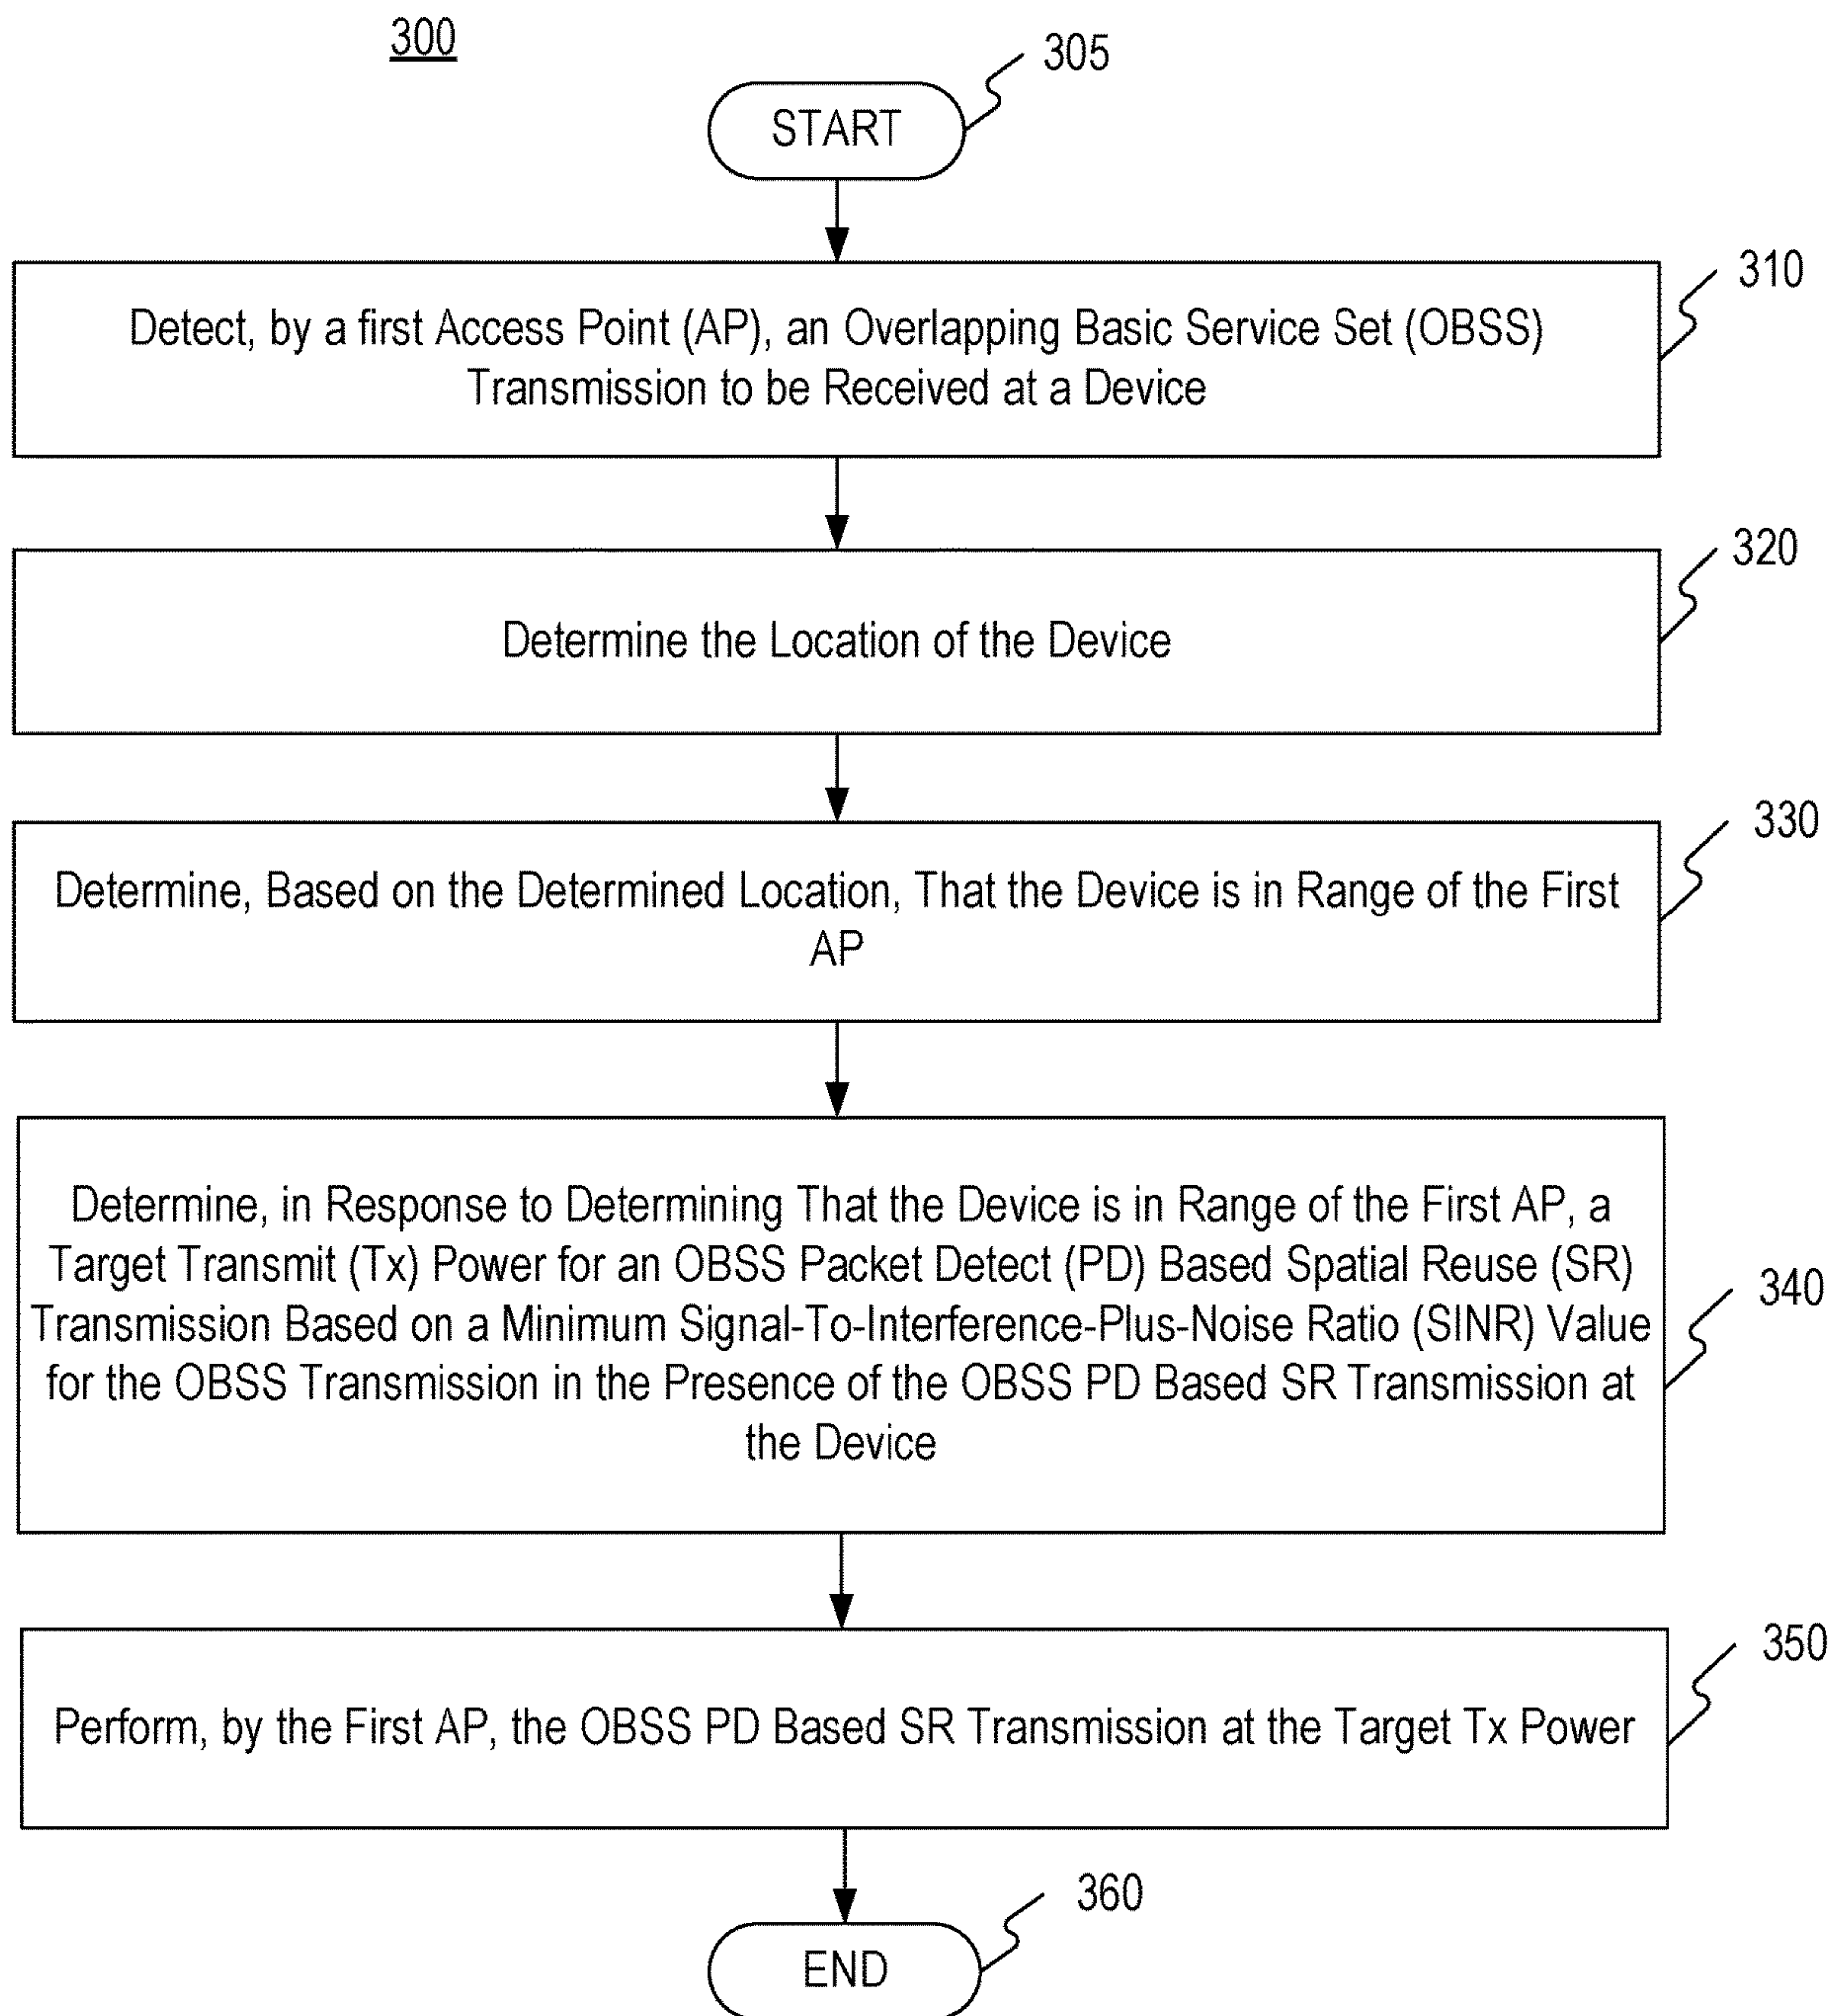 300
305
START
310
Detect, by a first Access Point (AP), an Overlapping Basic Service Set (OBSS)
Transmission to be Received at a Device
320
Determine the Location of the Device
330
Determine, Based on the Determined Location, That the Device is in Range of the First
AP
340
Determine, in Response to Determining That the Device is in Range of the First AP, a
Target Transmit (Tx) Power for an OBSS Packet Detect (PD) Based Spatial Reuse (SR)
Transmission Based on a Minimum Signal-To-Interference-Plus-Noise Ratio (SINR) Value
for the OBSS Transmission in the Presence of the OBSS PD Based SR Transmission at
the Device
350
Perform, by the First AP, the OBSS PD Based SR Transmission at the Target Tx Power
360
END